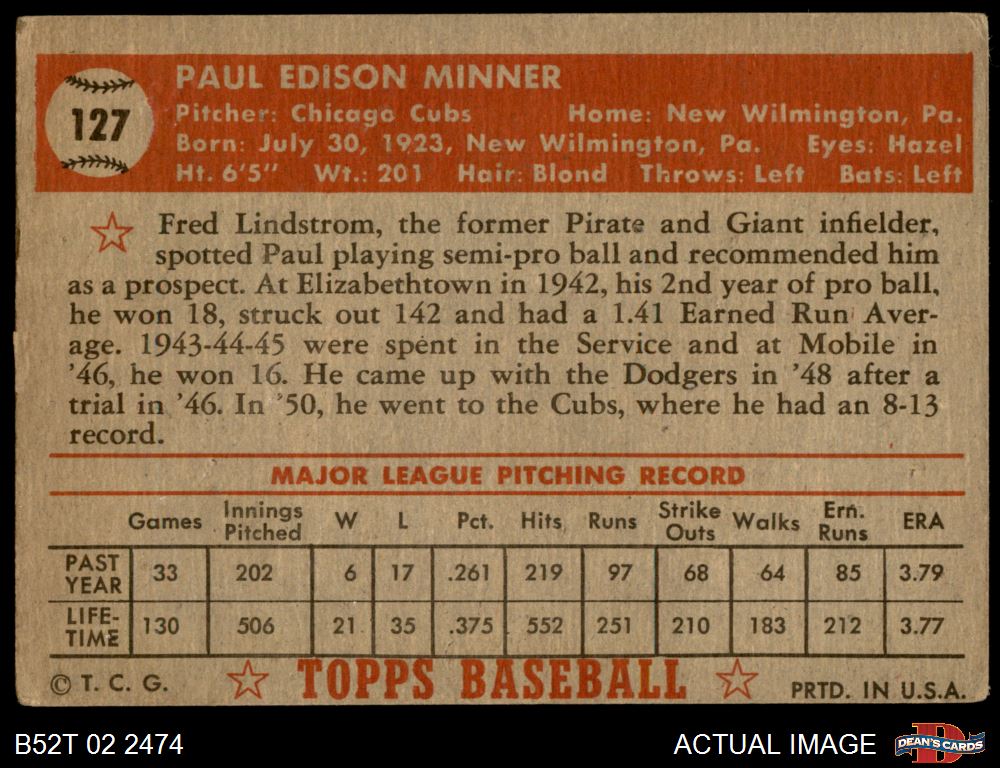 127
PAUL EDISON MINNER
Pitcher: Chicago Cubs Home: New Wilmington, Pa.
Born: July 30, 1923, New Wilmington, Pa. Eyes: Hazel
Ht. 6'5" Wt.: 201 Hair: Blond Throws: Left Bats: Left
Fred Lindstrom, the former Pirate and Giant infielder,
spotted Paul playing semi-pro ball and recommended him
as a prospect. At Elizabethtown in 1942, his 2nd year of pro ball,
he won 18, struck out 142 and had a 1.41 Earned Run Aver-
age. 1943-44-45 were spent in the Service and at Mobile in
'46, he won 16. He came up with the Dodgers in '48 after a
trial in '46. In '50, he went to the Cubs, where he had an 8-13
record.
MAJOR LEAGUE PITCHING RECORD
Games Innings Pitched W L Pct. Hits Runs Strike Outs Walks Ern. Runs ERA
PAST YEAR 33 202 6 17 .261 219 97 68 64 85 3.79
LIFE-TIME 130 506 21 35 .375 552 251 210 183 212 3.77
© T. C. G. TOPPS BASEBALL PRTD. IN U.S.A.
B52T 02 2474 ACTUAL IMAGE D DEAN'S CARDS